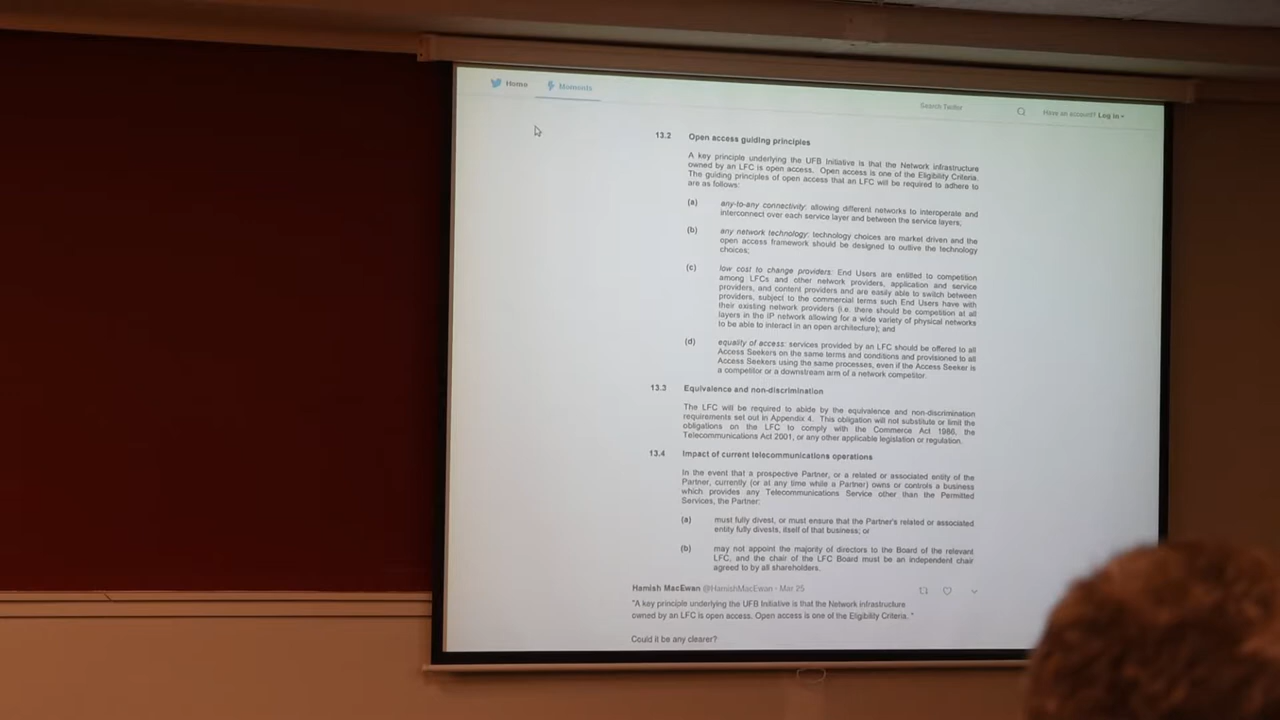 Home Moments
Search Twitter
Have an account? Log in
13.2 Open access guiding principles
A key principle underlying the UFB Initiative is that the Network infrastructure
owned by an LFC is open access. Open access is one of the Eligibility Criteria.
The guiding principles of open access that an LFC will be required to adhere to
are as follows:
(a) any-to-any connectivity: allowing different networks to interoperate and
interconnect over each service layer and between the service layers;
(b) any network technology: technology choices are market driven and the
open access framework should be designed to outlive the technology
choices;
(c) low cost to change providers: End Users are entitled to competition
among LFCs and other network providers, application and service
providers, and content providers and are easily able to switch between
providers, subject to the commercial terms such End Users have with
their existing network providers (i.e. there should be competition at all
layers in the IP network allowing for a wide variety of physical networks
to be able to interact in an open architecture); and
(d) equality of access: services provided by an LFC should be offered to all
Access Seekers on the same terms and conditions and provisioned to all
Access Seekers using the same processes, even if the Access Seeker is
a competitor or a downstream arm of a network competitor.
13.3 Equivalence and non-discrimination
The LFC will be required to abide by the equivalence and non-discrimination
requirements set out in Appendix 4. This obligation will not substitute or limit the
obligations on the LFC to comply with the Commerce Act 1986, the
Telecommunications Act 2001, or any other applicable legislation or regulation.
13.4 Impact of current telecommunications operations
In the event that a prospective Partner, or a related or associated entity of the
Partner, currently (or at any time while a Partner) owns or controls a business
which provides any Telecommunications Service other than the Permitted
Services, the Partner:
(a) must fully divest, or must ensure that the Partner's related or associated
entity fully divests, itself of that business; or
(b) may not appoint the majority of directors to the Board of the relevant
LFC, and the chair of the LFC Board must be an independent chair
agreed to by all shareholders.
Hamish MacEwan @HamishMacEwan · Mar 25
"A key principle underlying the UFB Initiative is that the Network infrastructure
owned by an LFC is open access. Open access is one of the Eligibility Criteria. "
Could it be any clearer?